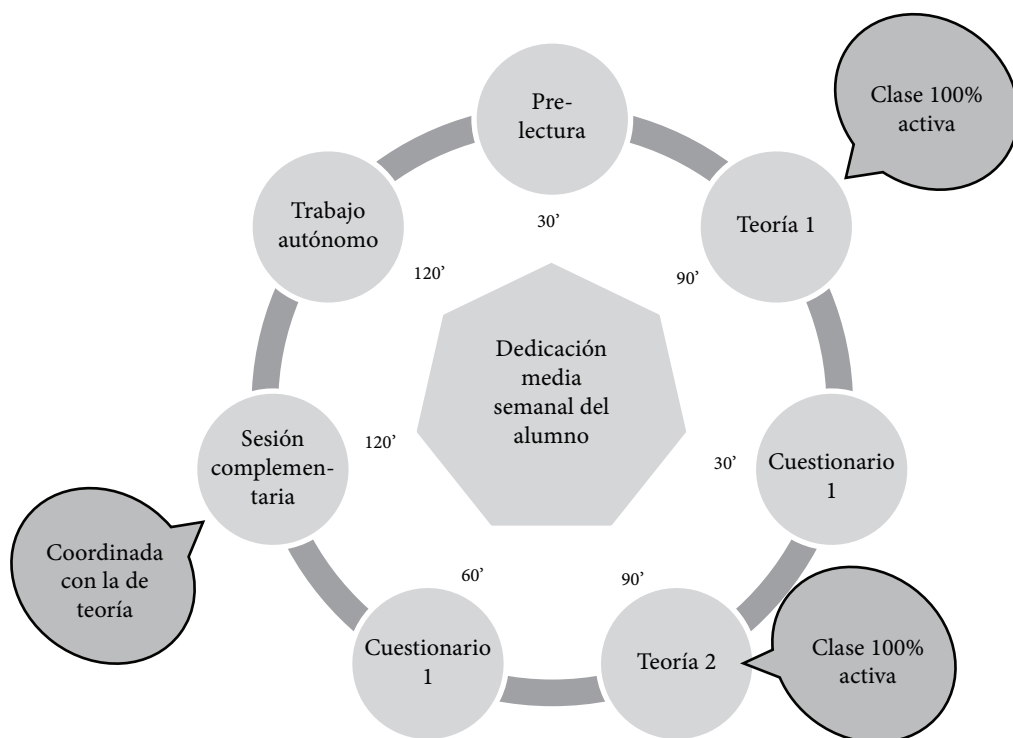 Pre-
lectura
30’
Clase 100%
activa
Teoría 1
90’
Cuestionario
1
30’
Clase 100%
activa
Teoría 2
90’
Cuestionario
1
60’
Sesión
complemen-
taria
120’
Coordinada
con la de
teoría
Trabajo
autónomo
120’
Dedicación
media
semanal del
alumno